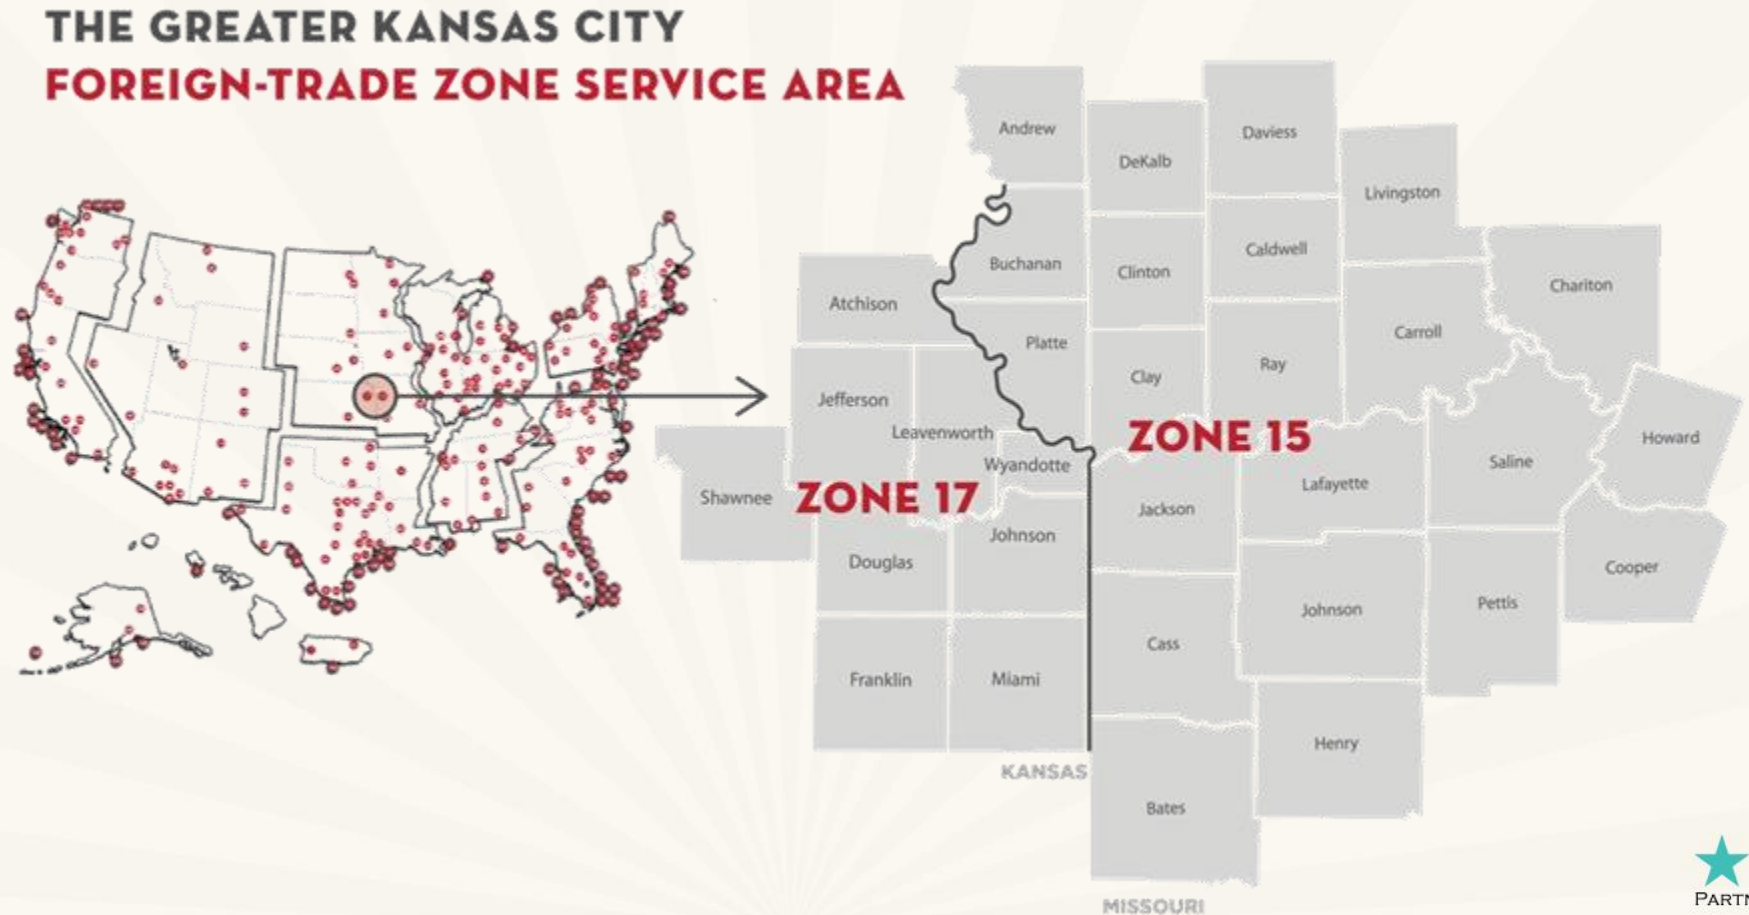 THE GREATER KANSAS CITY
FOREIGN-TRADE ZONE SERVICE AREA
Andrew
DeKalb
Daviess
Livingston
Buchanan
Clinton
Caldwell
Chariton
Atchison
Platte
Clay
Ray
Carroll
Jefferson
Leavenworth
Wyandotte
ZONE 15
Howard
Shawnee
ZONE 17
Jackson
Lafayette
Saline
Johnson
Douglas
Cooper
Cass
Johnson
Pettis
Franklin
Miami
Henry
KANSAS
Bates
MISSOURI